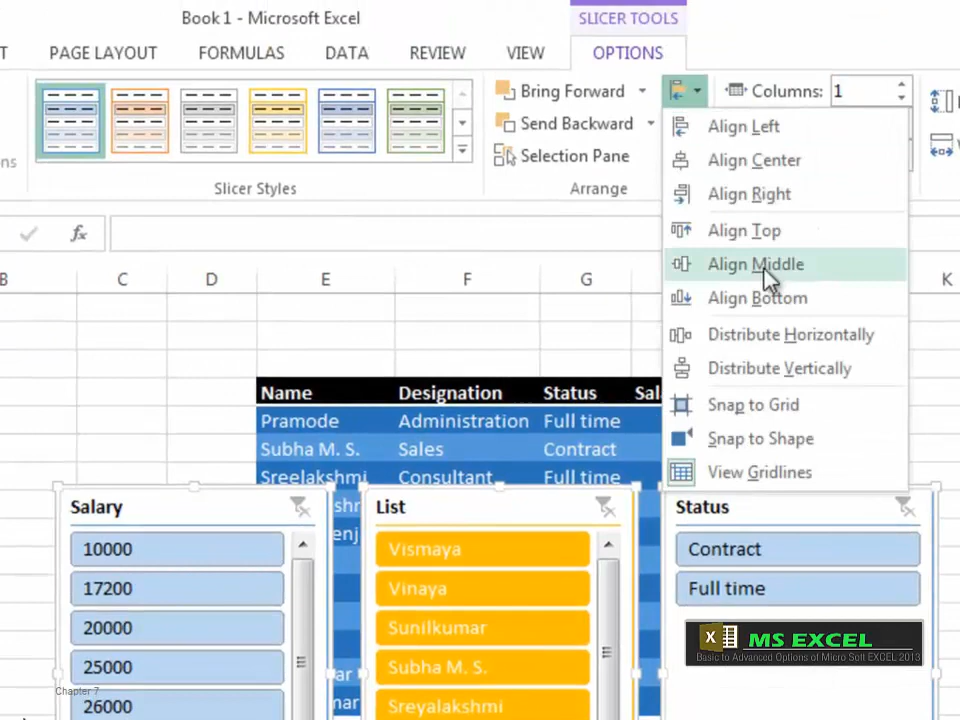 Book 1 - Microsoft Excel
SLICER TOOLS
T PAGE LAYOUT FORMULAS DATA REVIEW VIEW OPTIONS
Bring Forward
Columns: 1
Send Backward
Selection Pane
ns
Slicer Styles
Arrange
Align Left
Align Center
Align Right
Align Top
Align Middle
Align Bottom
Distribute Horizontally
Distribute Vertically
Snap to Grid
Snap to Shape
View Gridlines
fx
B C D E F G K
Name Designation Status Sal
Pramode Administration Full time
Subha M. S. Sales Contract
Sreelakshmi Consultant Full time
shr
enj
ar
mar
Salary
10000
17200
20000
25000
26000
List
Vismaya
Vinaya
Sunilkumar
Subha M. S.
Sreyalakshmi
Status
Contract
Full time
MS EXCEL
Basic to Advanced Options of Micro Soft EXCEL 2013
Chapter 7